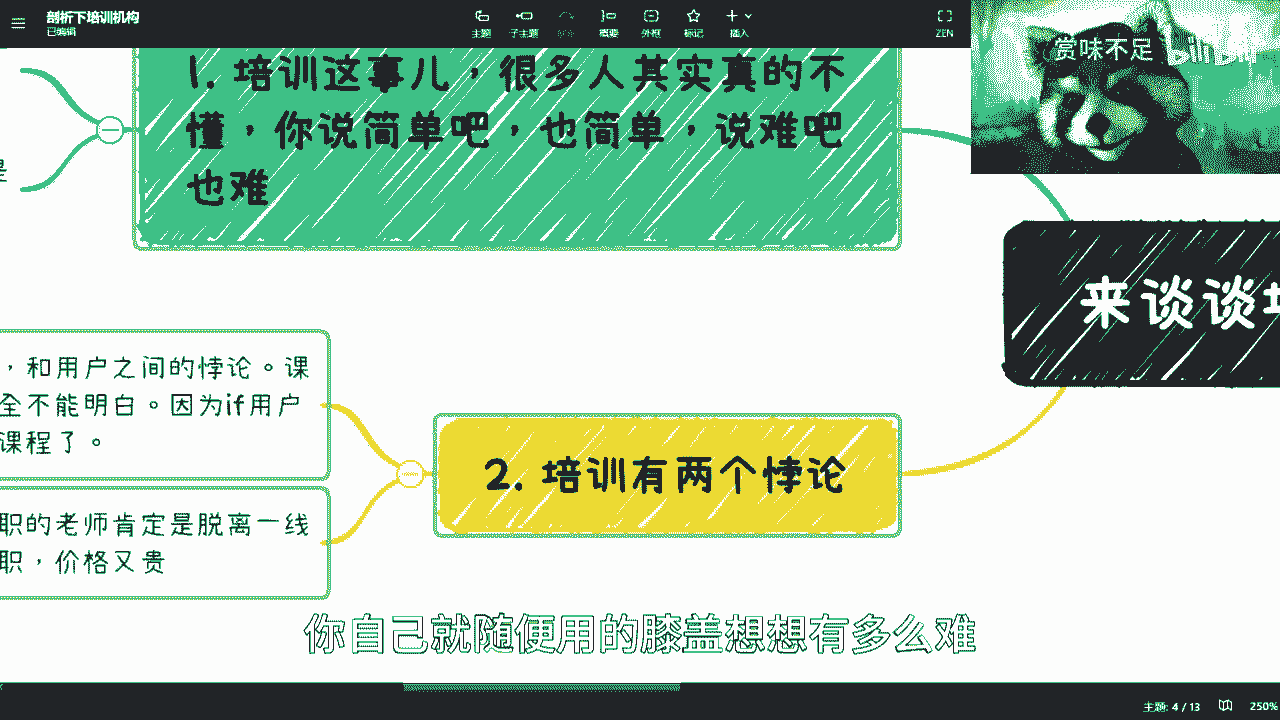 剖析下培训机构
已编辑
主题
子主题
概要
外框
标记
插入
ZEN
赏味不足
bilibili
1. 培训这事儿，很多人其实真的不
懂，你说简单吧，也简单，说难吧
也难
来谈谈
，和用户之间的悖论。课
全不能明白。因为if用户
课程了。
2. 培训有两个悖论
职的老师肯定是脱离一线
职，价格又贵
你自己就随便用的膝盖想想有多么难
主题: 4 / 13
250%